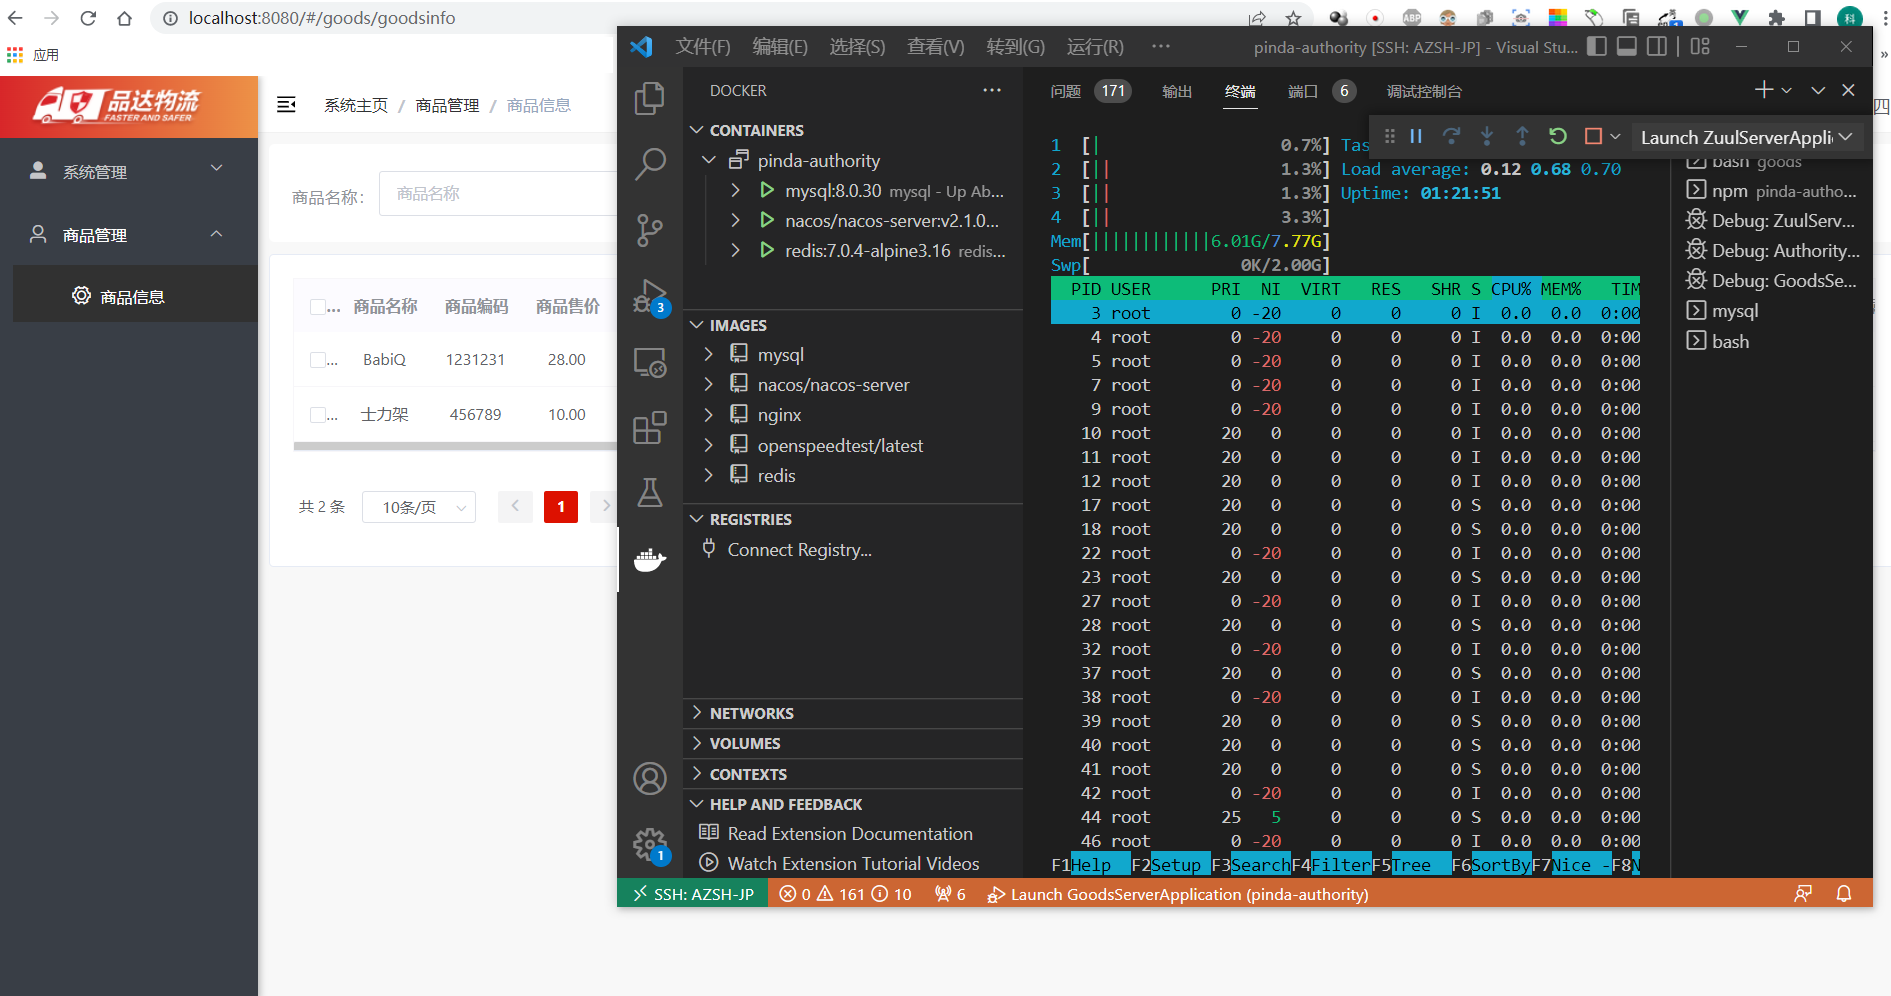 localhost:8080/#/goods/goodsinfo
应用
品达物流
FASTER AND SAFER
系统管理
商品管理
商品信息
系统主页 / 商品管理 / 商品信息
商品名称:
商品名称
... 商品名称 商品编码 商品售价
... BabiQ 1231231 28.00
... 士力架 456789 10.00
共 2 条 10条/页 1
文件(F) 编辑(E) 选择(S) 查看(V) 转到(G) 运行(R) ···
pinda-authority [SSH: AZSH-JP] - Visual Stu...
DOCKER ···
CONTAINERS
pinda-authority
mysql:8.0.30 mysql - Up Ab...
nacos/nacos-server:v2.1.0...
redis:7.0.4-alpine3.16 redis...
IMAGES
mysql
nacos/nacos-server
nginx
openspeedtest/latest
redis
REGISTRIES
Connect Registry...
NETWORKS
VOLUMES
CONTEXTS
HELP AND FEEDBACK
Read Extension Documentation
Watch Extension Tutorial Videos
3
1
问题 171 输出 终端 端口 6 调试控制台
Launch ZuulServerAppli
1 [| 0.7%] Tas
2 [|| 1.3%] Load average: 0.12 0.68 0.70
3 [|| 1.3%] Uptime: 01:21:51
4 [|| 3.3%]
Mem[||||||||||||6.01G/7.77G]
Swp[ 0K/2.00G]
PID USER PRI NI VIRT RES SHR S CPU% MEM% TIM
3 root 0 -20 0 0 0 I 0.0 0.0 0:00
4 root 0 -20 0 0 0 I 0.0 0.0 0:00
5 root 0 -20 0 0 0 I 0.0 0.0 0:00
7 root 0 -20 0 0 0 I 0.0 0.0 0:00
9 root 0 -20 0 0 0 I 0.0 0.0 0:00
10 root 20 0 0 0 0 I 0.0 0.0 0:00
11 root 20 0 0 0 0 I 0.0 0.0 0:00
12 root 20 0 0 0 0 I 0.0 0.0 0:00
17 root 20 0 0 0 0 S 0.0 0.0 0:00
18 root 20 0 0 0 0 S 0.0 0.0 0:00
22 root 0 -20 0 0 0 I 0.0 0.0 0:00
23 root 20 0 0 0 0 S 0.0 0.0 0:00
27 root 0 -20 0 0 0 I 0.0 0.0 0:00
28 root 20 0 0 0 0 S 0.0 0.0 0:00
32 root 0 -20 0 0 0 I 0.0 0.0 0:00
37 root 20 0 0 0 0 S 0.0 0.0 0:00
38 root 0 -20 0 0 0 I 0.0 0.0 0:00
39 root 20 0 0 0 0 S 0.0 0.0 0:00
40 root 20 0 0 0 0 S 0.0 0.0 0:00
41 root 20 0 0 0 0 S 0.0 0.0 0:00
42 root 0 -20 0 0 0 I 0.0 0.0 0:00
44 root 25 5 0 0 0 S 0.0 0.0 0:00
46 root 0 -20 0 0 0 I 0.0 0.0 0:00
F1Help F2Setup F3SearchF4FilterF5Tree F6SortByF7Nice -F8N
bash goods
npm pinda-autho...
Debug: ZuulServ...
Debug: Authority...
Debug: GoodsSe...
mysql
bash
SSH: AZSH-JP 0 161 10 6 Launch GoodsServerApplication (pinda-authority)
ABP
科
»
四